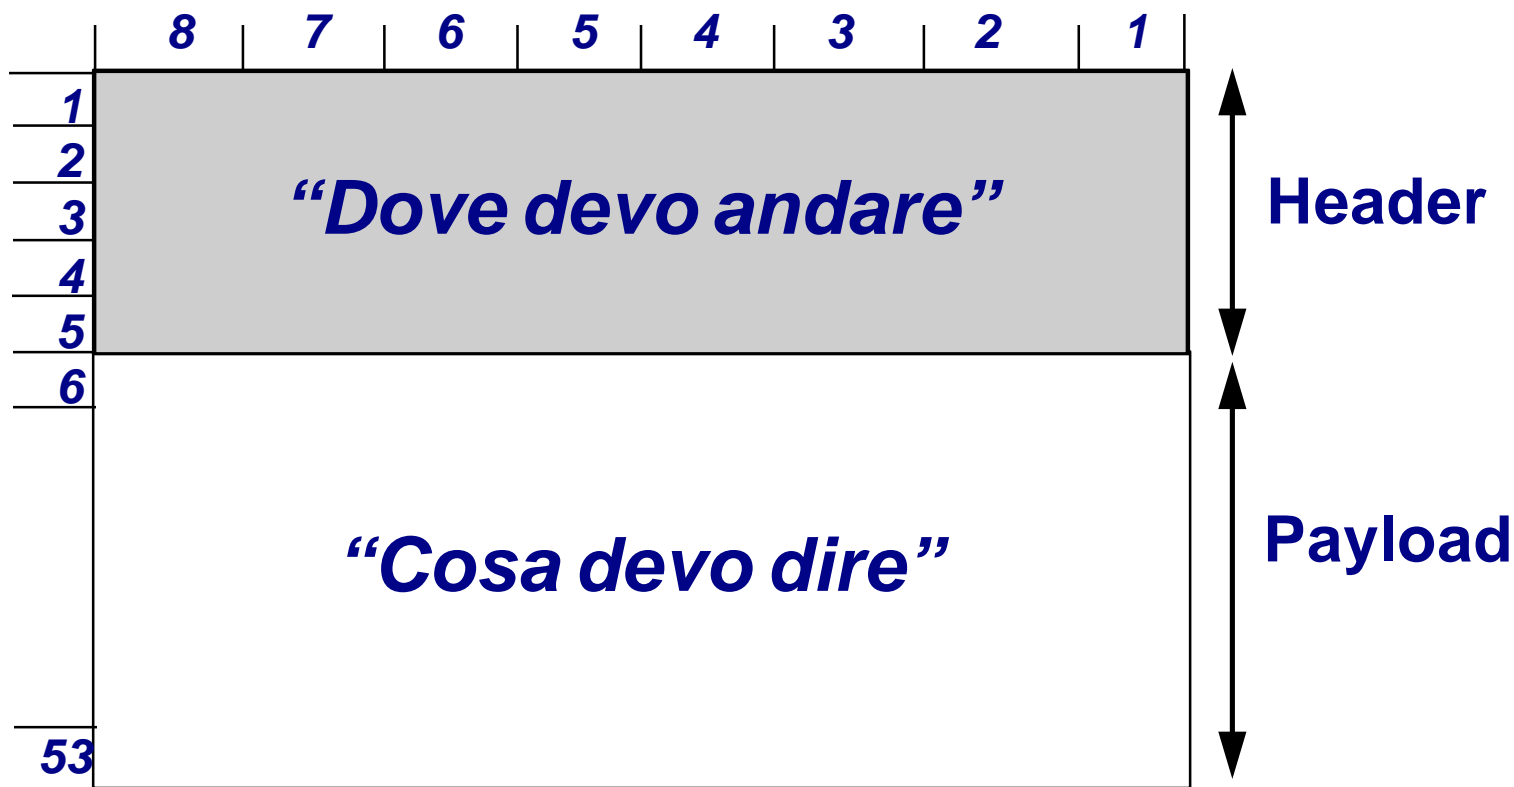 8 7 6 5 4 3 2 1
1
2
3
4
5
6
53
“Dove devo andare”
Header
“Cosa devo dire”
Payload